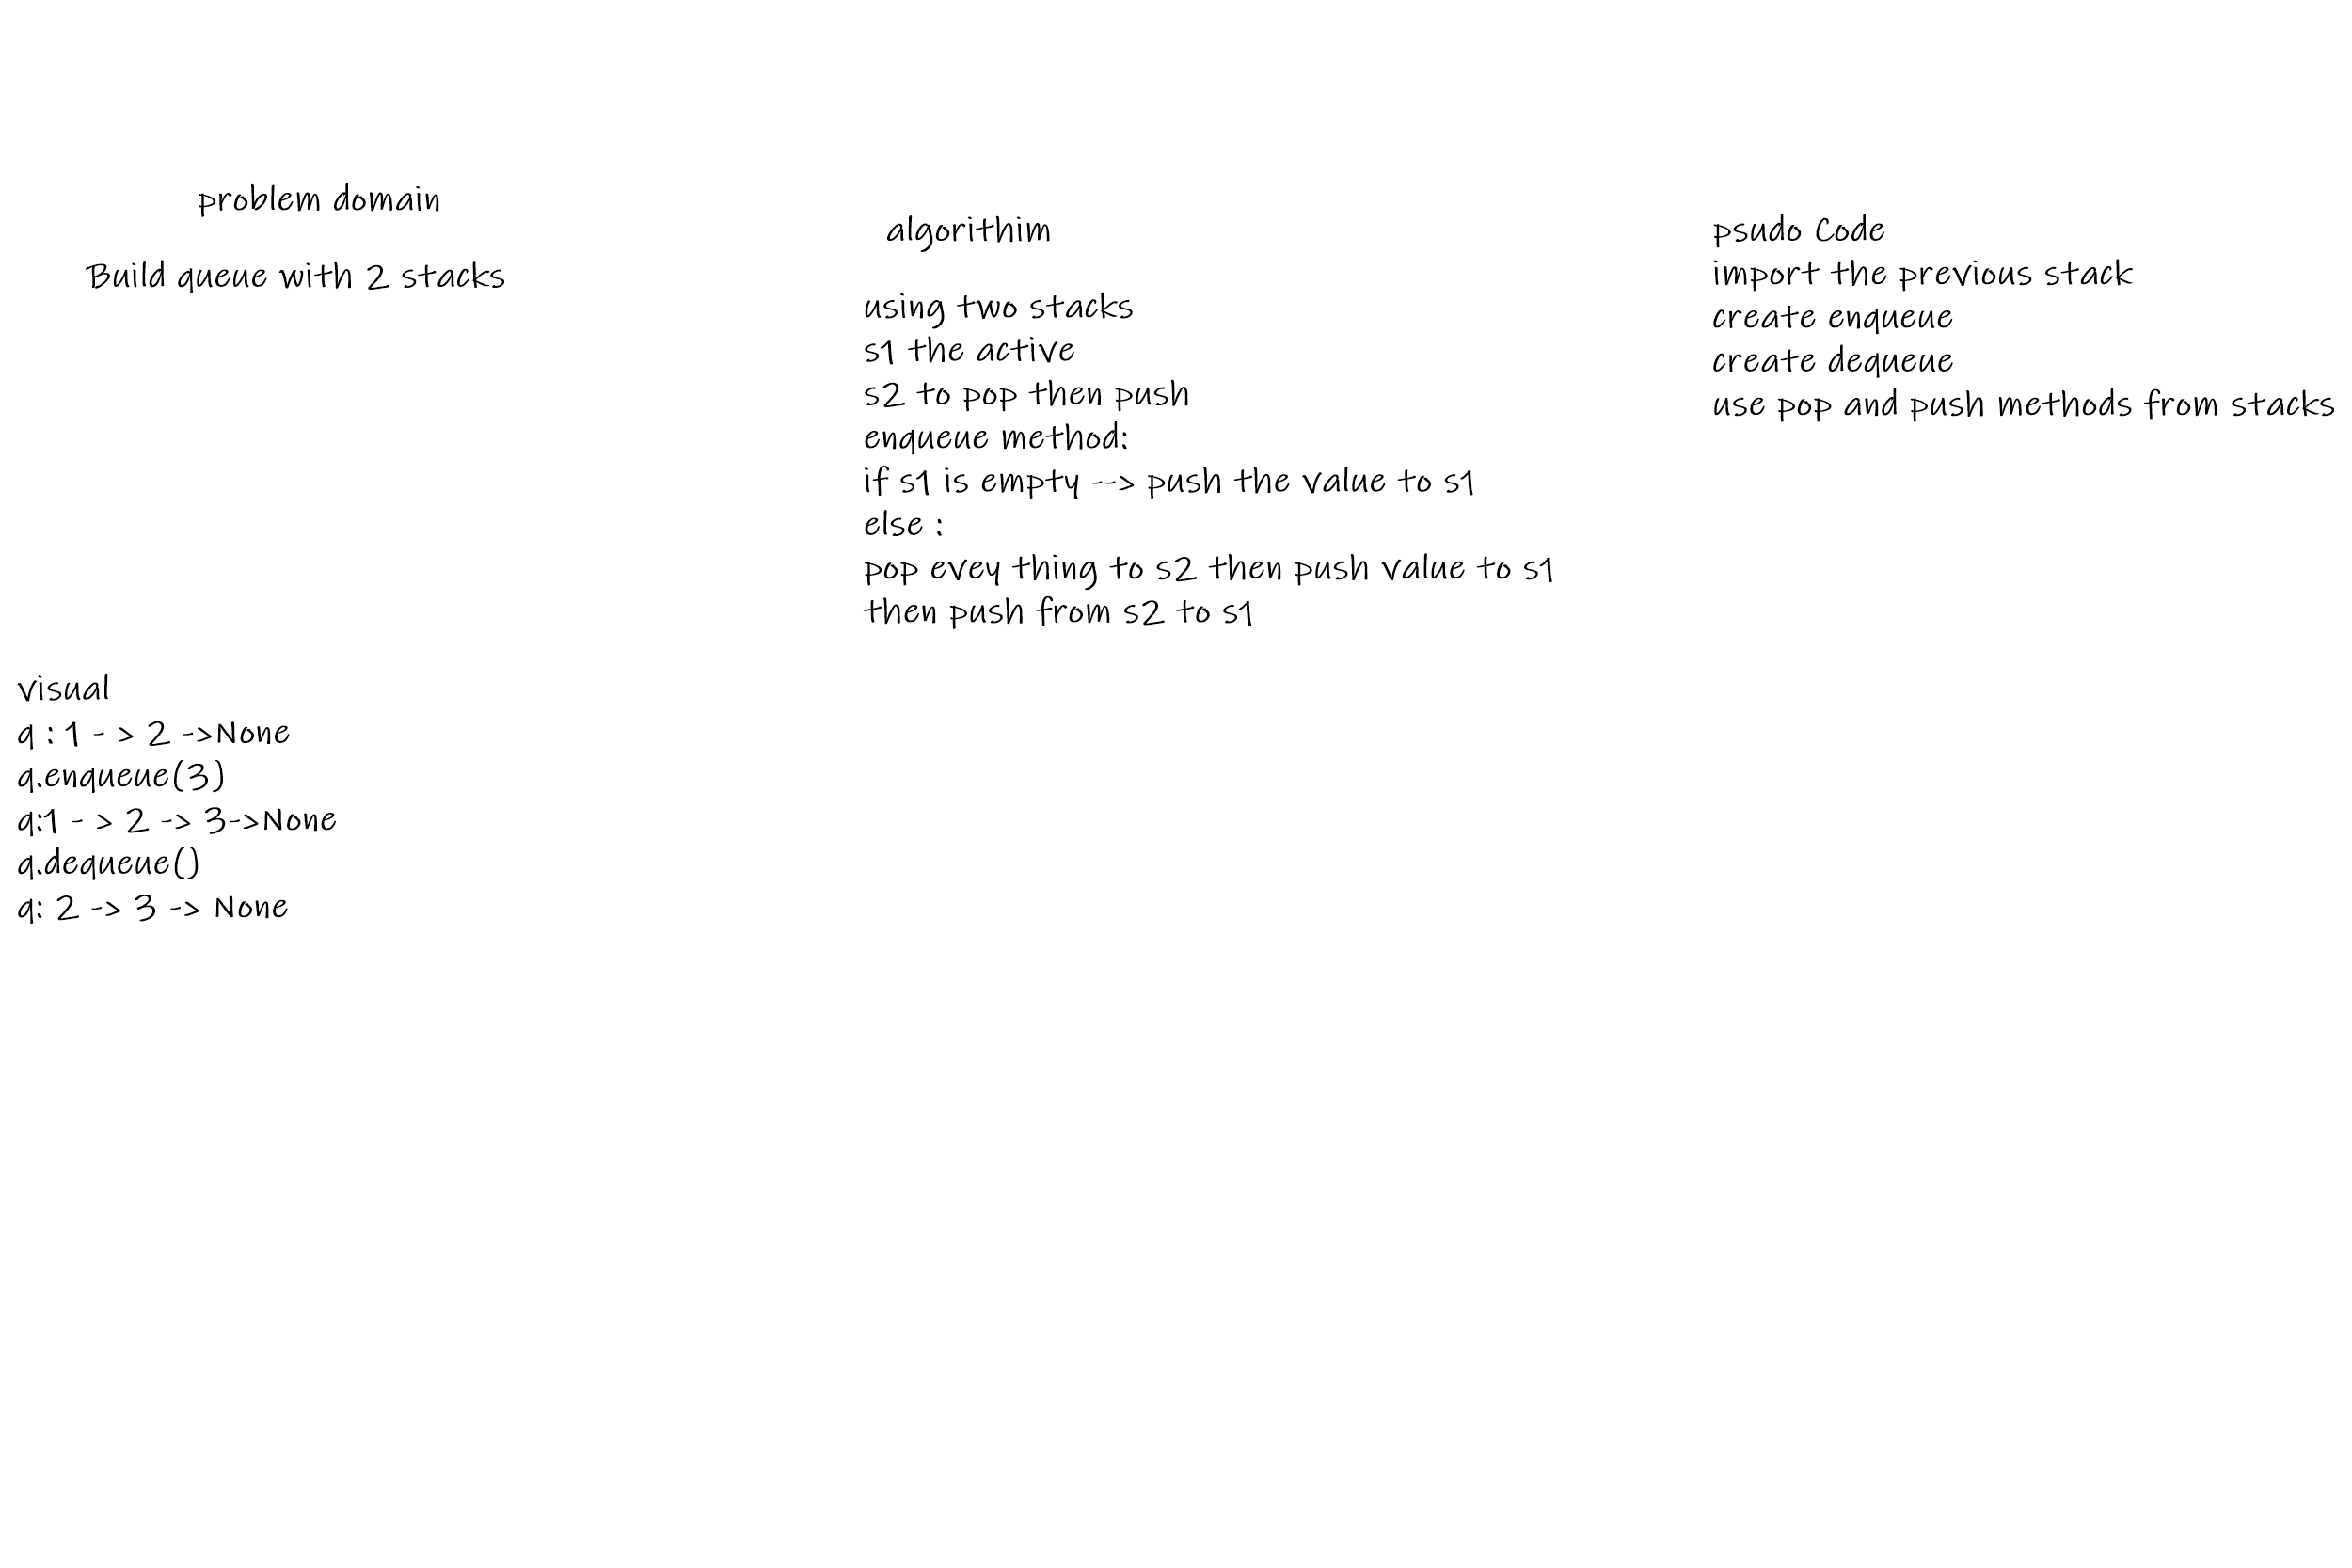 problem domain
Build queue with 2 stacks
visual
q : 1 - > 2 ->None
q.enqueue(3)
q:1 - > 2 -> 3->None
q.dequeue()
q: 2 -> 3 -> None
algorithim
using two stacks
s1 the active
s2 to pop then push
enqueue method:
if s1 is empty --> push the value to s1
else :
pop evey thing to s2 then push value to s1
then push from s2 to s1
psudo Code
import the previous stack
create enqueue
create dequeue
use pop and push methods from stacks